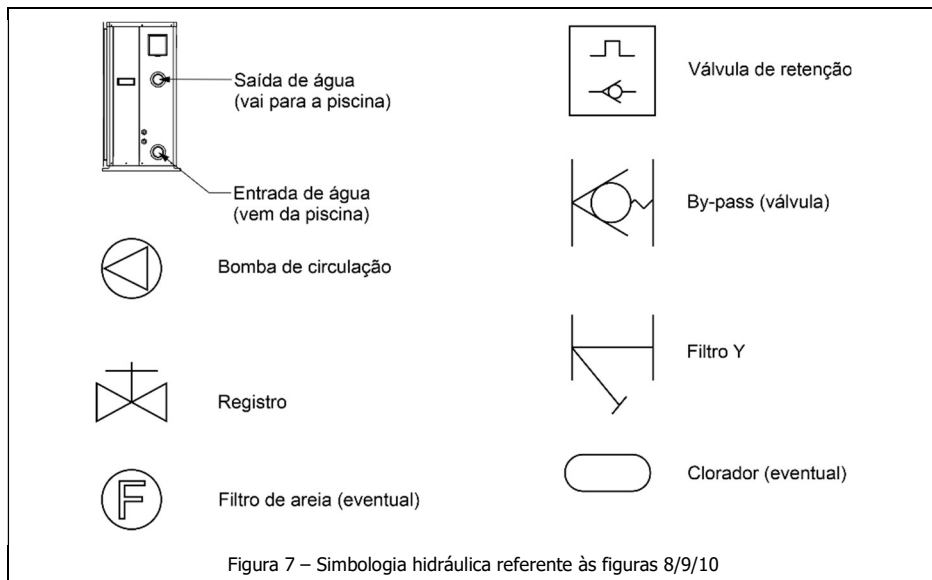 Saída de água
(vai para a piscina)
Entrada de água
(vem da piscina)
Bomba de circulação
Registro
F
Filtro de areia (eventual)
Válvula de retenção
By-pass (válvula)
Filtro Y
Clorador (eventual)
Figura 7 – Simbologia hidráulica referente às figuras 8/9/10